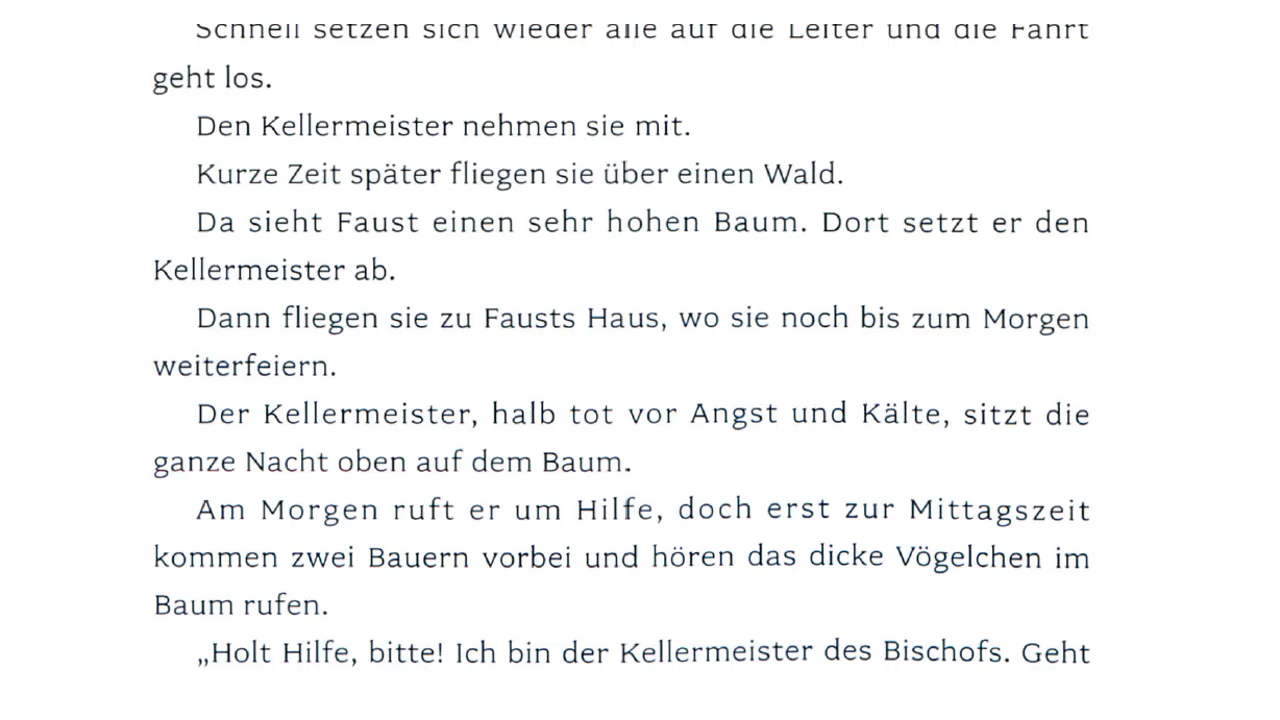 Schnell setzen sich wieder alle auf die Leiter und die Fahrt
geht los.
Den Kellermeister nehmen sie mit.
Kurze Zeit später fliegen sie über einen Wald.
Da sieht Faust einen sehr hohen Baum. Dort setzt er den
Kellermeister ab.
Dann fliegen sie zu Fausts Haus, wo sie noch bis zum Morgen
weiterfeiern.
Der Kellermeister, halb tot vor Angst und Kälte, sitzt die
ganze Nacht oben auf dem Baum.
Am Morgen ruft er um Hilfe, doch erst zur Mittagszeit
kommen zwei Bauern vorbei und hören das dicke Vögelchen im
Baum rufen.
„Holt Hilfe, bitte! Ich bin der Kellermeister des Bischofs. Geht